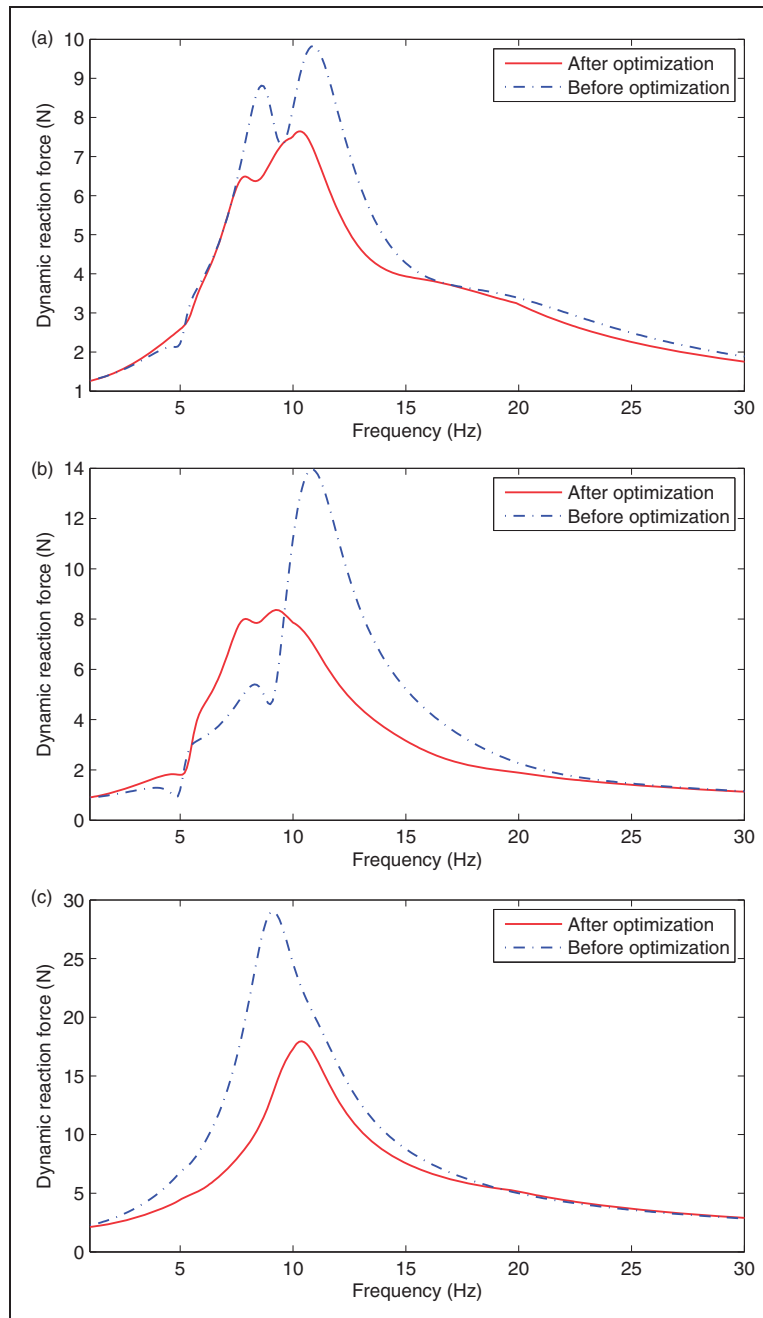 (a)
10
9
8
7
6
5
4
3
2
1
Dynamic reaction force (N)
After optimization
Before optimization
5 10 15 20 25 30
Frequency (Hz)
(b)
14
12
10
8
6
4
2
0
Dynamic reaction force (N)
After optimization
Before optimization
5 10 15 20 25 30
Frequency (Hz)
(c)
30
25
20
15
10
5
0
Dynamic reaction force (N)
After optimization
Before optimization
5 10 15 20 25 30
Frequency (Hz)